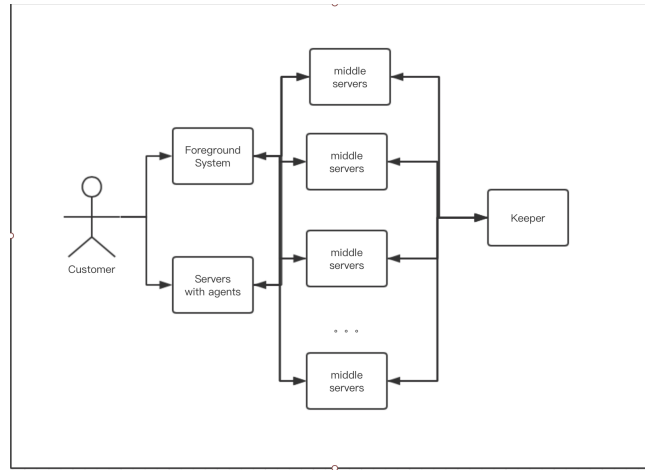 middle
servers
Foreground
System
middle
servers
Keeper
Customer
Servers
with agents
middle
servers
middle
servers